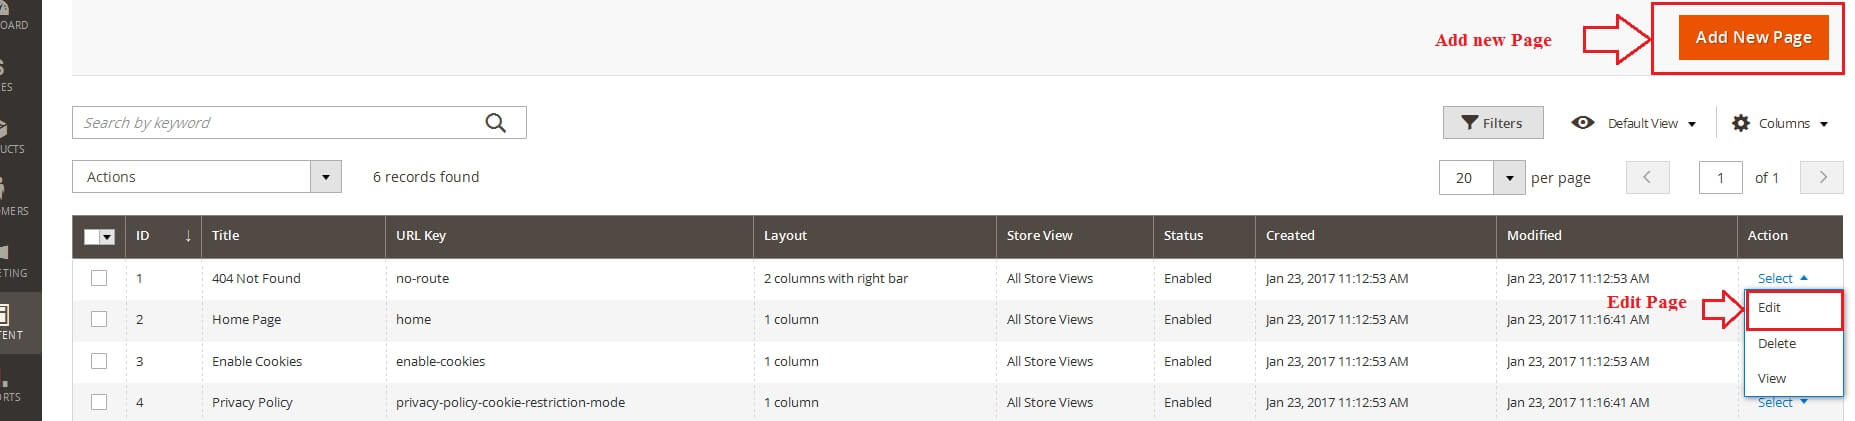 OARD
Add new Page
Add New Page
S
ES
Search by keyword
Filters
Default View
Columns
UCTS
Actions
6 records found
20
per page
1
of 1
OMERS
ID ↓ Title URL Key Layout Store View Status Created Modified Action
ETING
1 404 Not Found no-route 2 columns with right bar All Store Views Enabled Jan 23, 2017 11:12:53 AM Jan 23, 2017 11:12:53 AM Select
Edit Page
Edit
2 Home Page home 1 column All Store Views Enabled Jan 23, 2017 11:12:53 AM Jan 23, 2017 11:16:41 AM
TENT
Delete
3 Enable Cookies enable-cookies 1 column All Store Views Enabled Jan 23, 2017 11:12:53 AM Jan 23, 2017 11:12:53 AM
View
ORTS
4 Privacy Policy privacy-policy-cookie-restriction-mode 1 column All Store Views Enabled Jan 23, 2017 11:12:53 AM Jan 23, 2017 11:16:41 AM Select